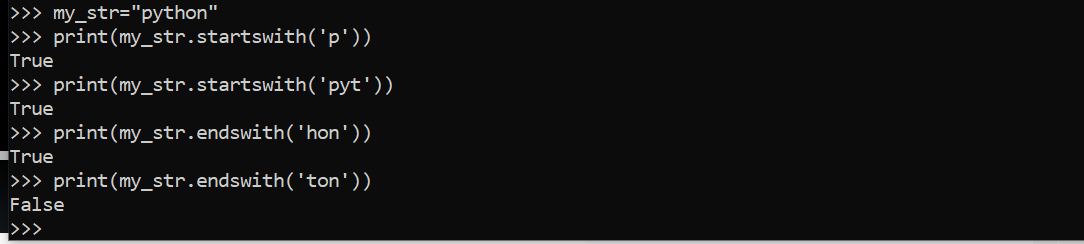 >>> my_str="python"
>>> print(my_str.startswith('p'))
True
>>> print(my_str.startswith('pyt'))
True
>>> print(my_str.endswith('hon'))
True
>>> print(my_str.endswith('ton'))
False
>>>